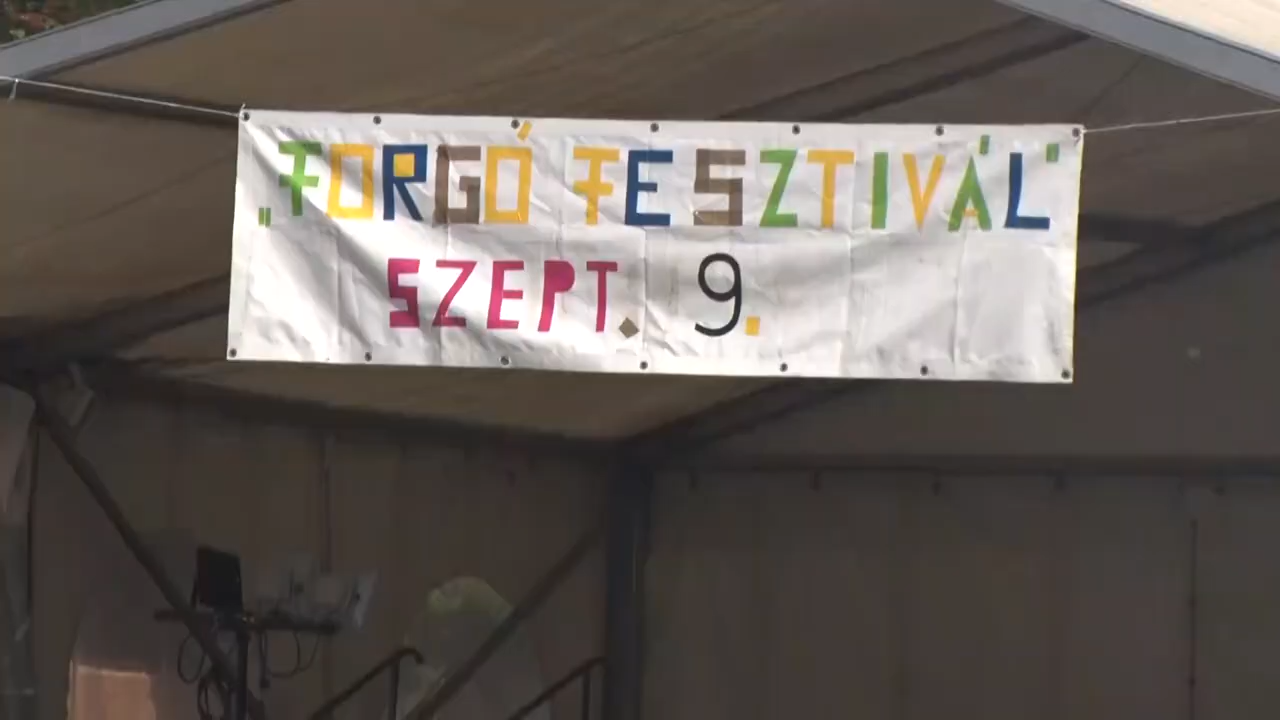 „FORGÓ FESZTIVÁL"
SZEPT. 9.